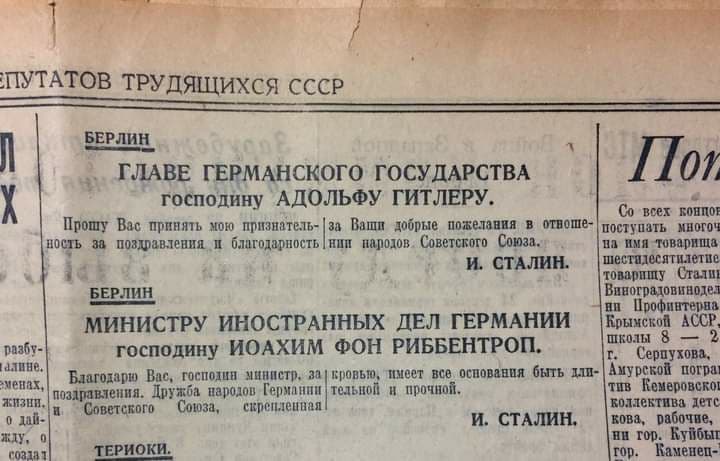 ЕПУТАТОВ ТРУДЯЩИХСЯ СССР
БЕРЛИН
ГЛАВЕ ГЕРМАНСКОГО ГОСУДАРСТВА
господину АДОЛЬФУ ГИТЛЕРУ.
Прошу Вас принять мою признатель-
ность за поздравления и благодарность
за Ваши добрые пожелания в отноше-
нии народов Советского Союза.
И. СТАЛИН.
БЕРЛИН
МИНИСТРУ ИНОСТРАННЫХ ДЕЛ ГЕРМАНИИ
господину ИОАХИМ ФОН РИББЕНТРОП.
Благодарю Вас, господин министр, за
поздравления. Дружба народов Германии
и Советского Союза, скрепленная
кровью, имеет все основания быть дли-
тельной и прочной.
И. СТАЛИН.
ТЕРИОКИ.
Л
Х
разбу-
талине.
еменах,
жизни,
о дай-
жду, о
создал
Пот
Со всех концов
поступать многоч
на имя товарища
шестидесятилетие
товарищу Стали
Виноградовинодел
ни Профинтерна
Крымской АССР,
школы 8 — 2
г. Серпухова,
Амурской погран
тив Кемеровског
коллектива детс
кова, рабочие,
ни гор. Куйбыш
гор. Каменец-